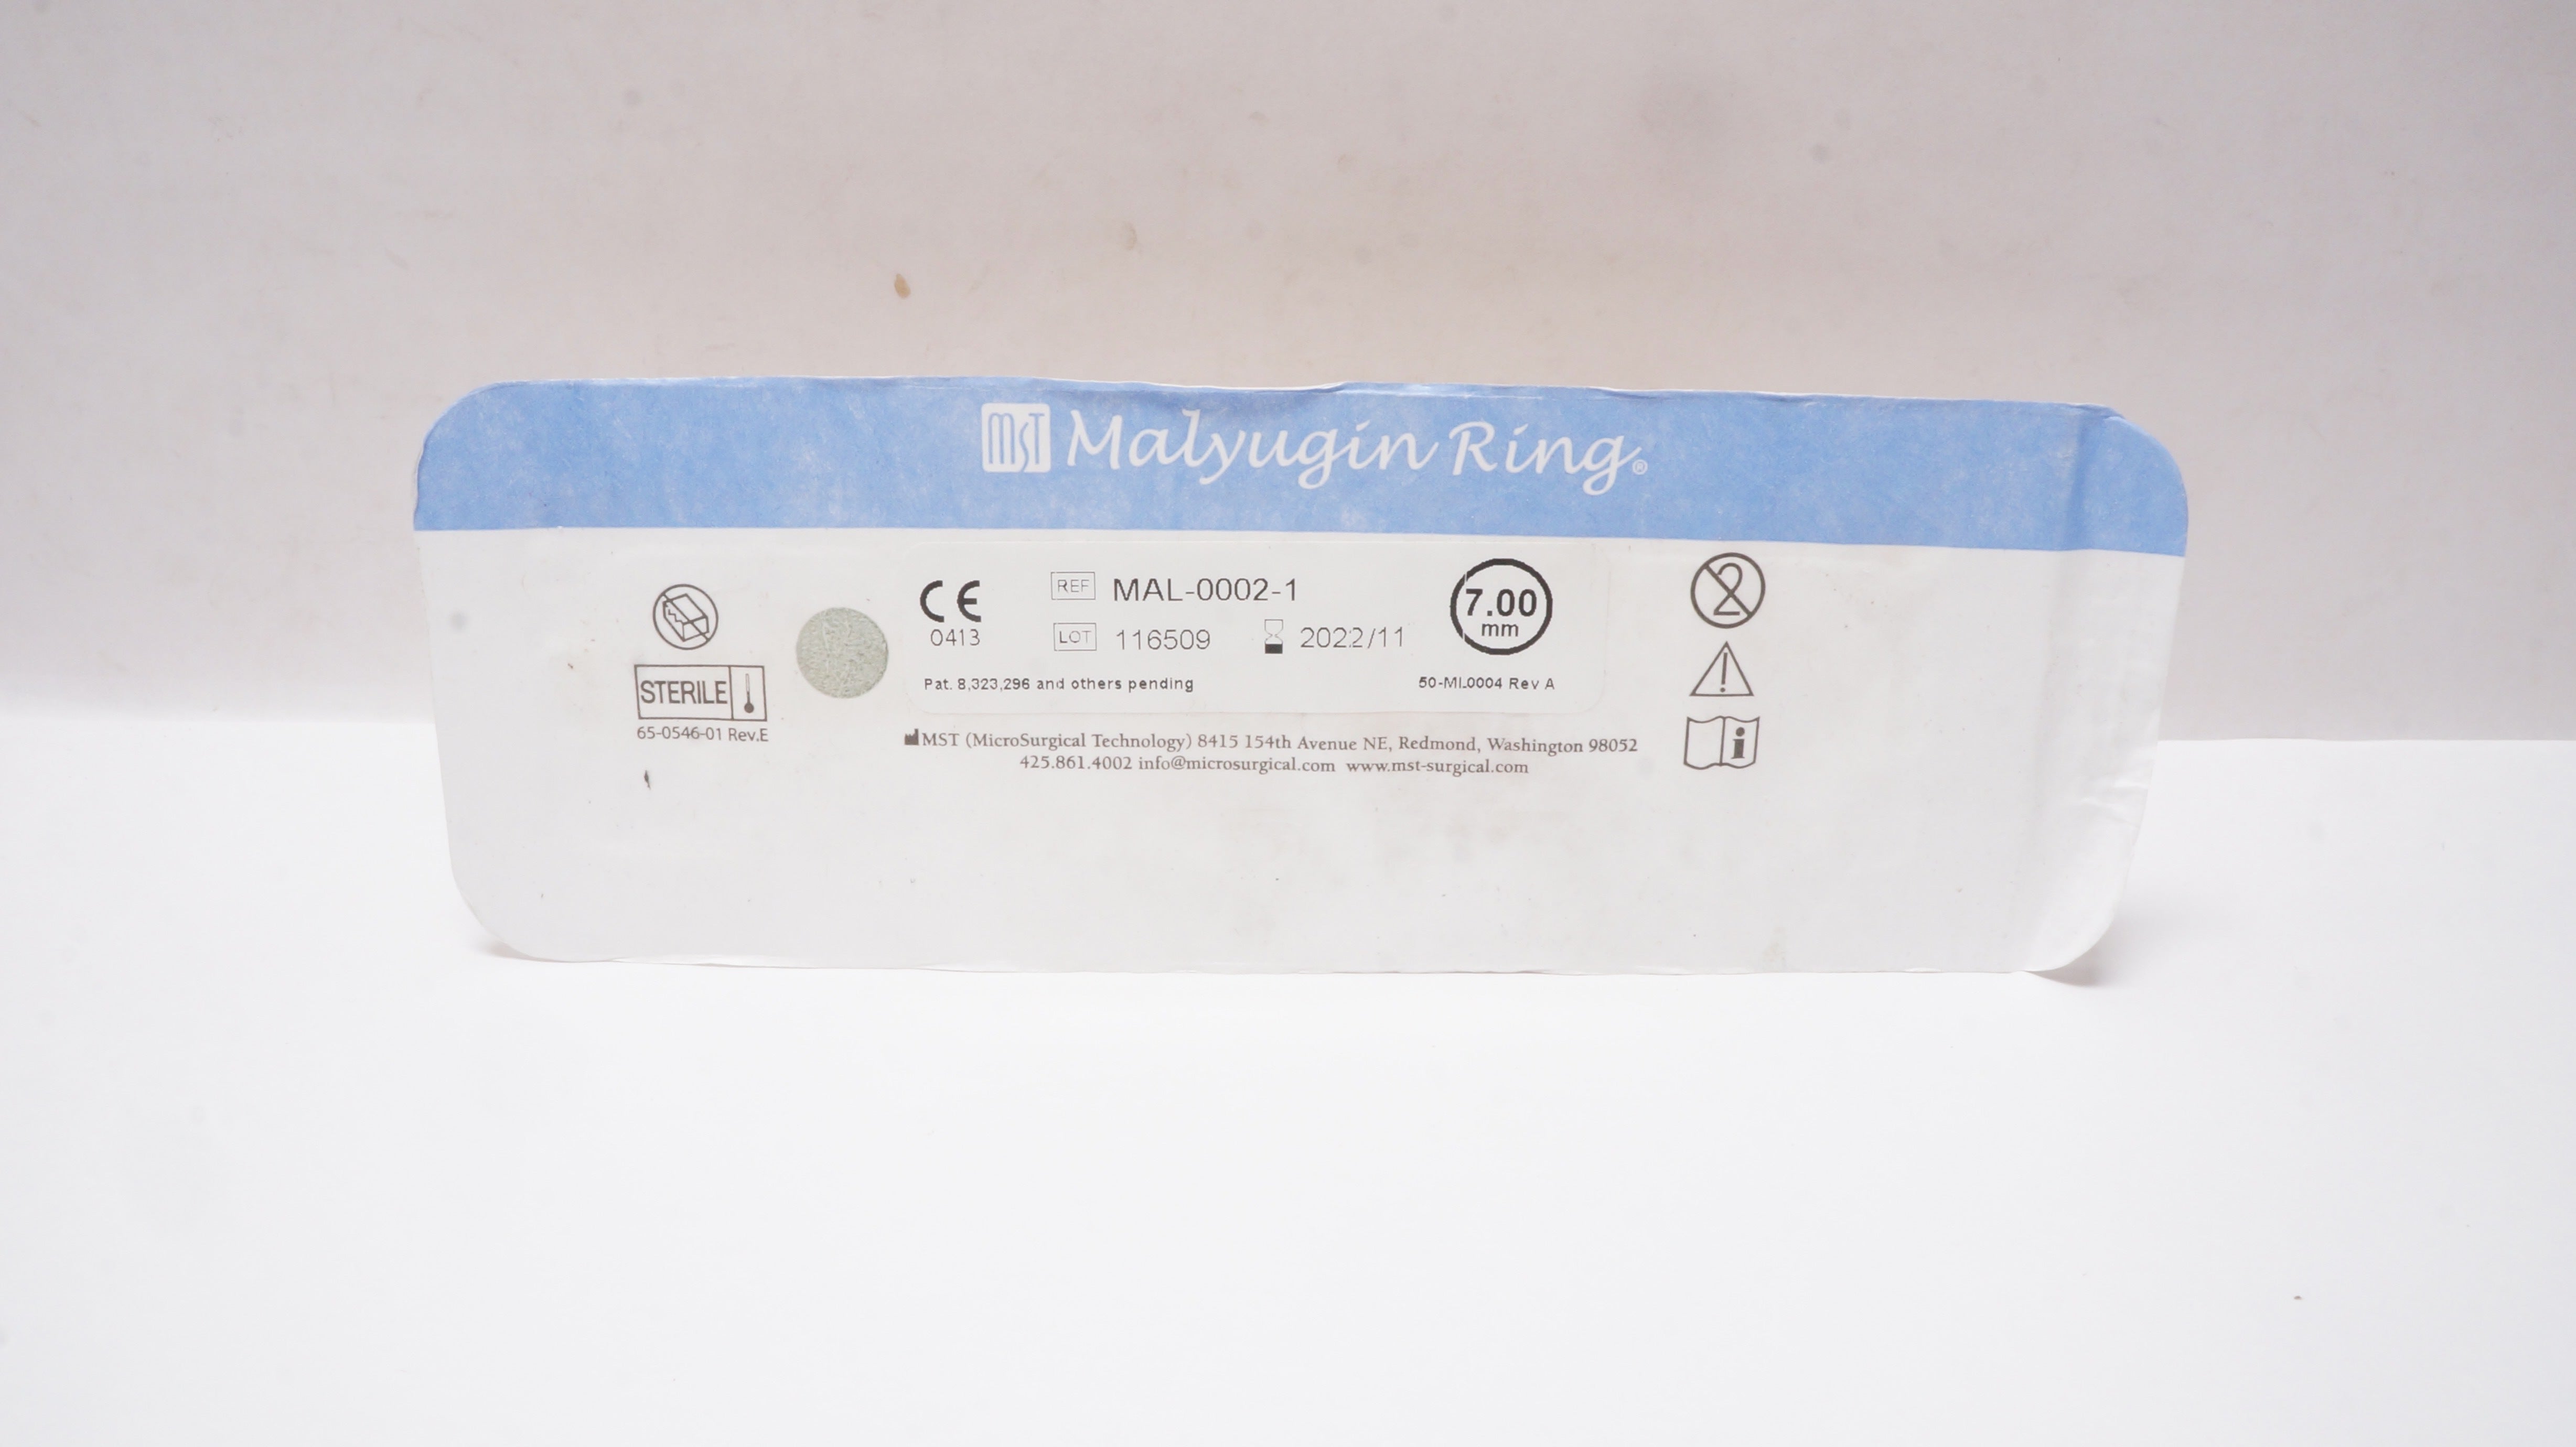 MST Malyugin Ring®
CE
0413
REF MAL-0002-1
LOT 116509 2022/11
7.00
mm
2
STERILE
65-0546-01 Rev.E
Pat. 8,323,296 and others pending
50-ML0004 Rev A
MST (MicroSurgical Technology) 8415 154th Avenue NE, Redmond, Washington 98052
425.861.4002 info@microsurgical.com www.mst-surgical.com